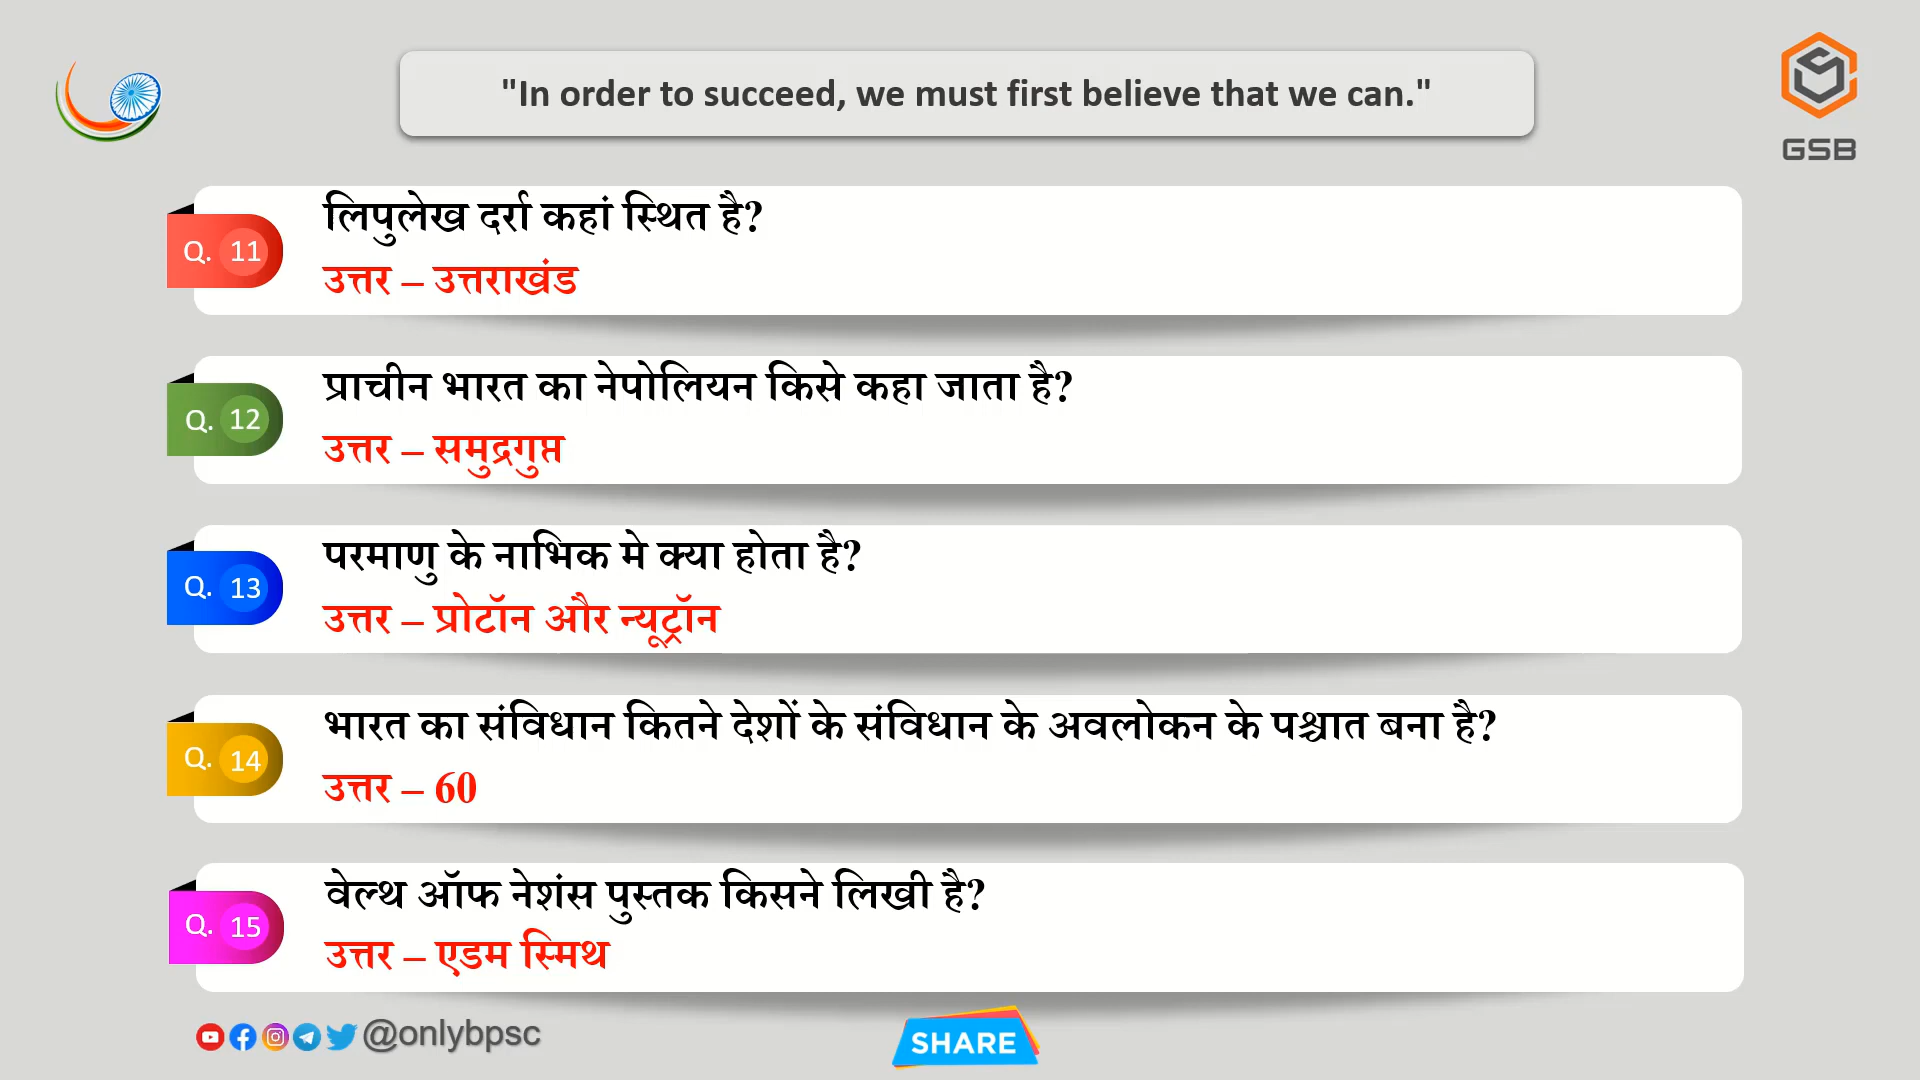 "In order to succeed, we must first believe that we can."
GSB
Q. 11
लिपुलेख दर्रा कहां स्थित है?
उत्तर – उत्तराखंड
Q. 12
प्राचीन भारत का नेपोलियन किसे कहा जाता है?
उत्तर – समुद्रगुप्त
Q. 13
परमाणु के नाभिक मे क्या होता है?
उत्तर – प्रोटॉन और न्यूट्रॉन
Q. 14
भारत का संविधान कितने देशों के संविधान के अवलोकन के पश्चात बना है?
उत्तर – 60
Q. 15
वेल्थ ऑफ नेशंस पुस्तक किसने लिखी है?
उत्तर – एडम स्मिथ
@onlybpsc
SHARE